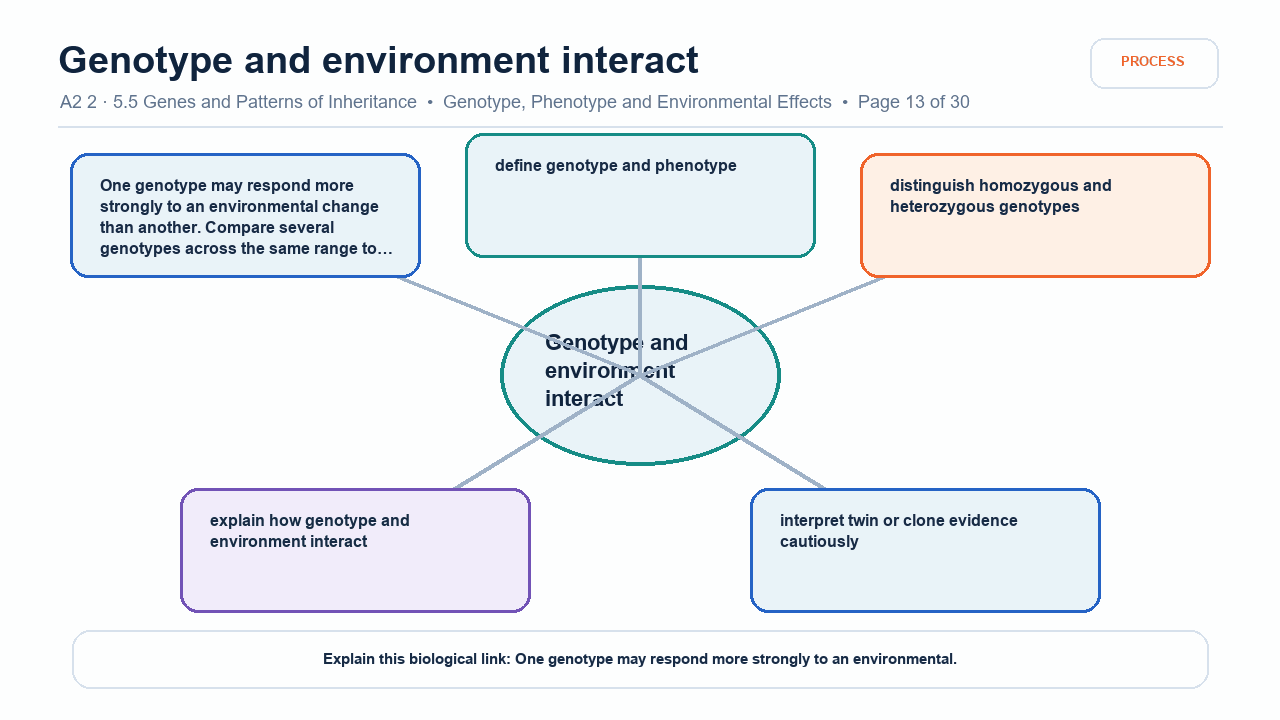 Genotype and environment interact
PROCESS
A2 2 · 5.5 Genes and Patterns of Inheritance • Genotype, Phenotype and Environmental Effects • Page 13 of 30
One genotype may respond more
strongly to an environmental change
than another. Compare several
genotypes across the same range to…
define genotype and phenotype
distinguish homozygous and
heterozygous genotypes
Genotype and
environment
interact
explain how genotype and
environment interact
interpret twin or clone evidence
cautiously
Explain this biological link: One genotype may respond more strongly to an environmental.